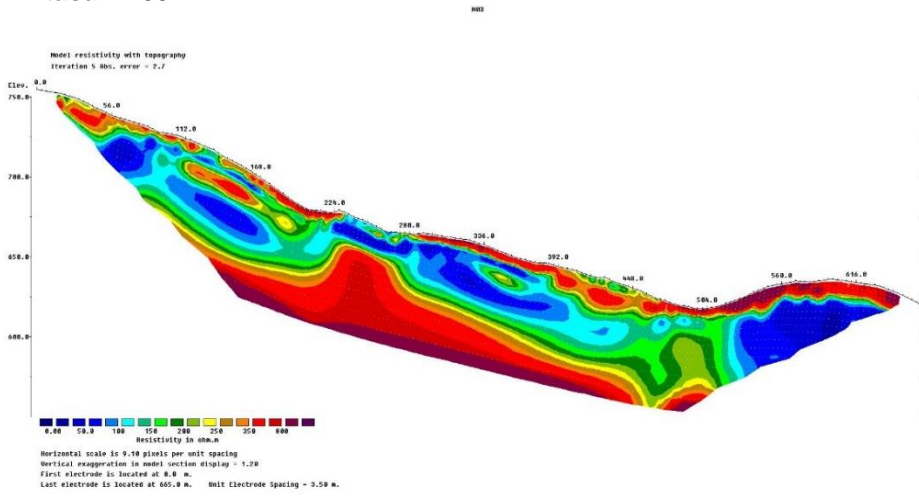 N03
Model resistivity with topography
Iteration 5 Abs. error = 2.7
Elev. 0.0
750.0
56.0
112.0
168.0
700.0
224.0
280.0
336.0
650.0
392.0
448.0
504.0
560.0
616.0
600.0
0.00 50.0 100 150 200 250 350 600
Resistivity in ohm.m
Horizontal scale is 9.10 pixels per unit spacing
Vertical exaggeration in model section display = 1.20
First electrode is located at 0.0 m.
Last electrode is located at 665.0 m. Unit Electrode Spacing = 3.50 m.